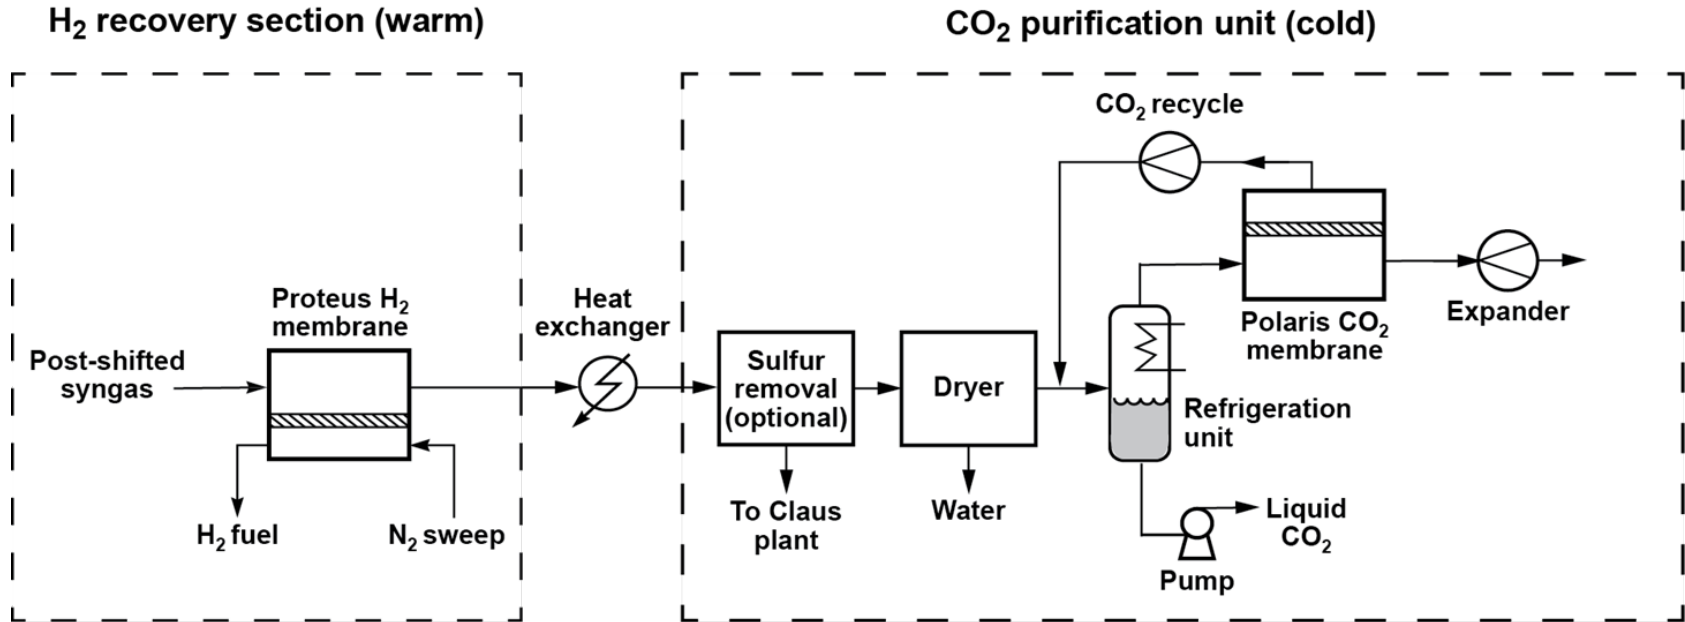 H₂ recovery section (warm)
CO₂ purification unit (cold)
CO₂ recycle
Proteus H₂
membrane
Heat
exchanger
Post-shifted
syngas
Sulfur
removal
(optional)
Dryer
Polaris CO₂
membrane
Expander
Refrigeration
unit
H₂ fuel
N₂ sweep
To Claus
plant
Water
Liquid
CO₂
Pump